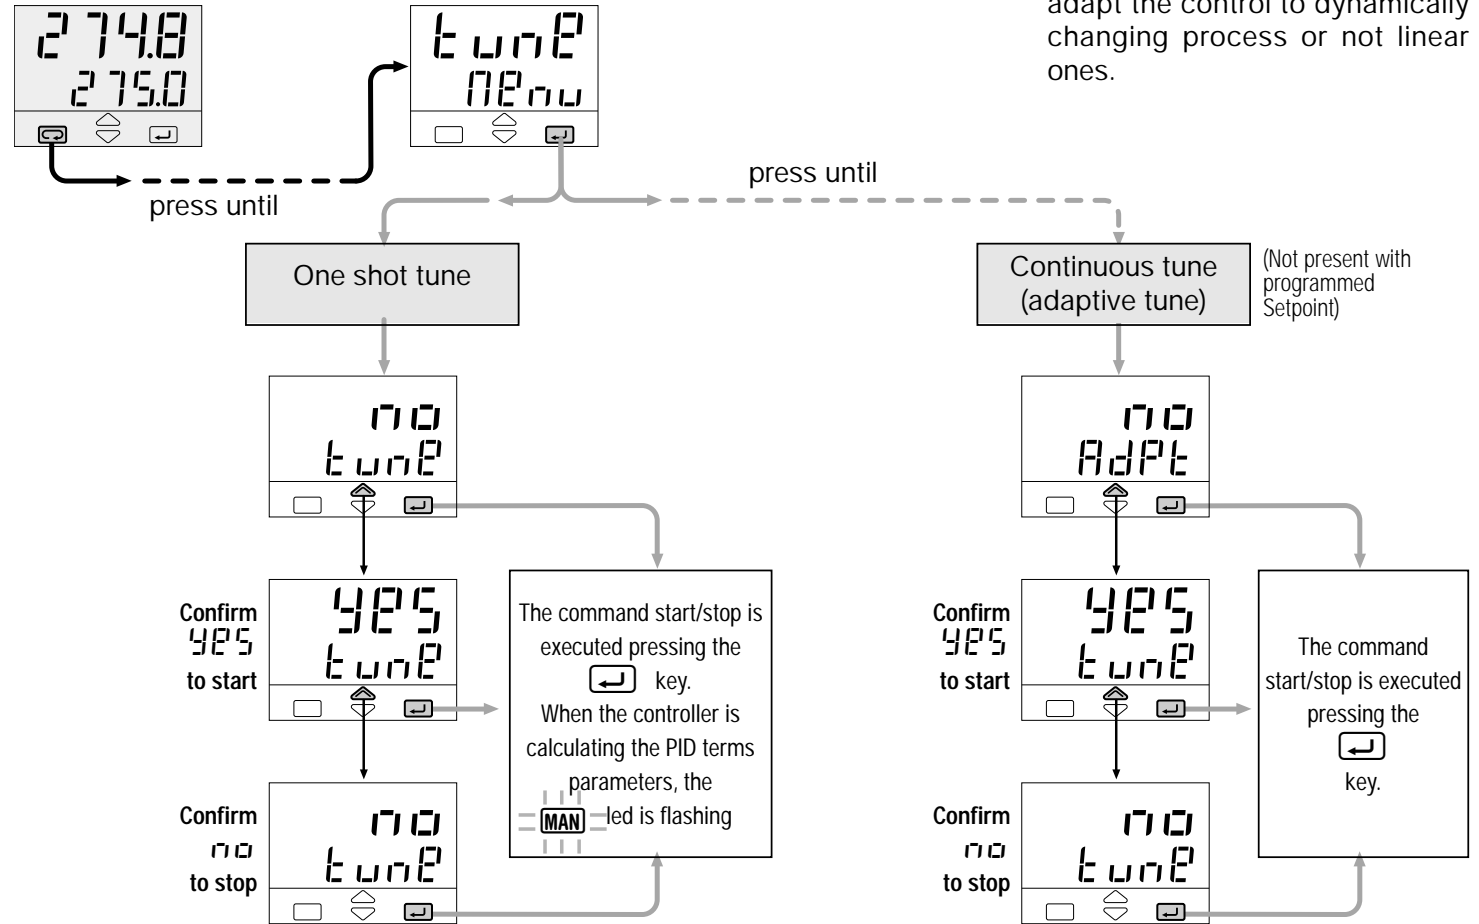 adapt the control to dynamically
changing process or not linear
ones.
274.8
275.0
tunE
MEnu
press until
press until
One shot tune
Continuous tune
(adaptive tune)
(Not present with
programmed
Setpoint)
no
tunE
Confirm
YES
to start
YES
tunE
The command start/stop is
executed pressing the
key.
When the controller is
calculating the PID terms
parameters, the
MAN led is flashing
Confirm
no
to stop
no
tunE
no
AdPt
Confirm
YES
to start
YES
tunE
The command
start/stop is executed
pressing the
key.
Confirm
no
to stop
no
tunE